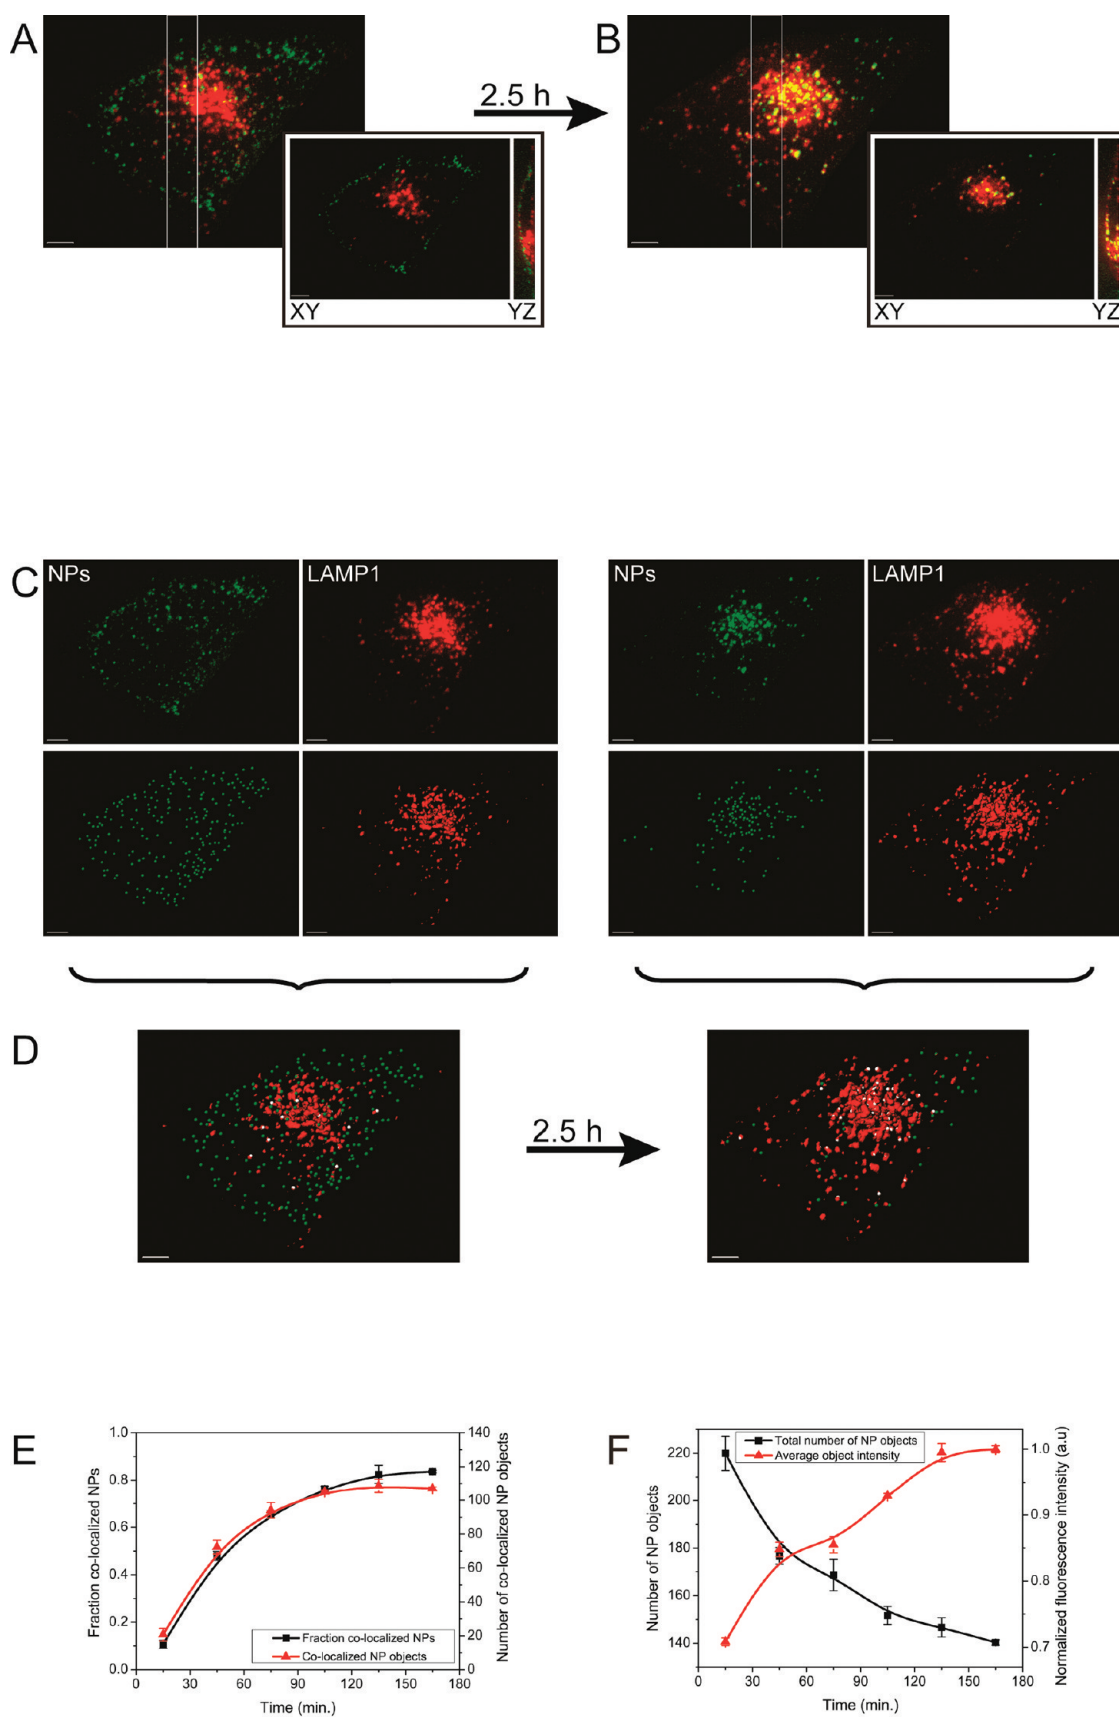 A
B
2.5 h
XY
YZ
XY
YZ
C
NPs
LAMP1
NPs
LAMP1
D
2.5 h
E
Fraction co-localized NPs
1.0
0.8
0.6
0.4
0.2
0.0
140
120
100
80
60
40
20
0
Number of co-localized NP objects
Fraction co-localized NPs
Co-localized NP objects
0 30 60 90 120 150 180
Time (min.)
F
Number of NP objects
220
200
180
160
140
Total number of NP objects
Average object intensity
1.0
0.9
0.8
0.7
Normalized fluorescence intensity (a.u)
0 30 60 90 120 150 180
Time (min.)